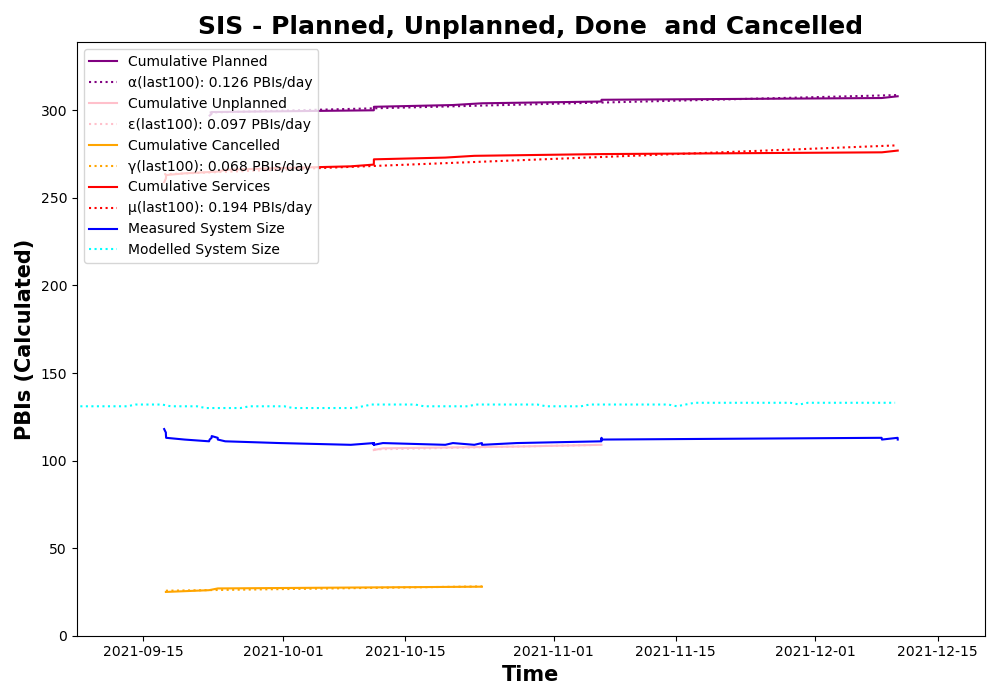 SIS - Planned, Unplanned, Done  and Cancelled
Cumulative Planned
α(last100): 0.126 PBIs/day
Cumulative Unplanned
ε(last100): 0.097 PBIs/day
Cumulative Cancelled
γ(last100): 0.068 PBIs/day
Cumulative Services
μ(last100): 0.194 PBIs/day
Measured System Size
Modelled System Size
PBIs (Calculated)
300
250
200
150
100
50
0
2021-09-15 2021-10-01 2021-10-15 2021-11-01 2021-11-15 2021-12-01 2021-12-15
Time